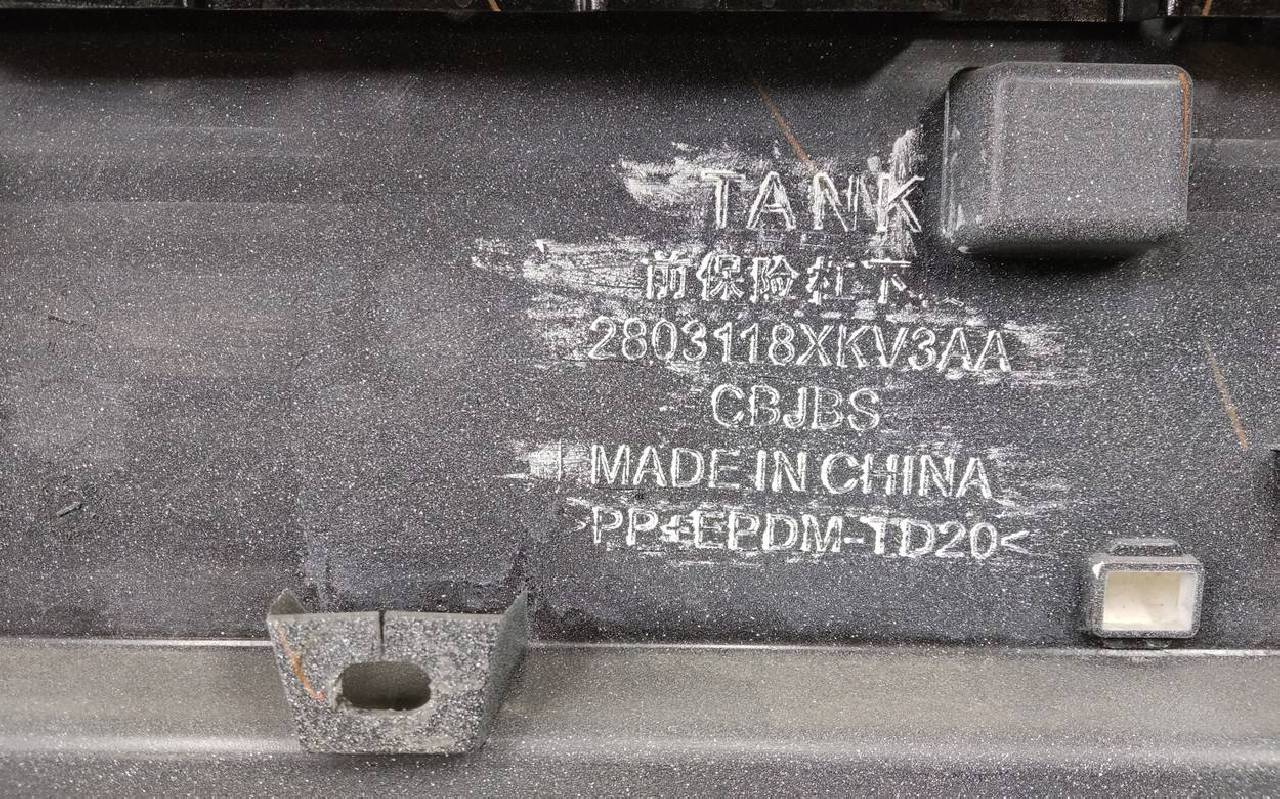 TANK
前保险杠下
2803118XKV3AA
CBJBS
MADE IN CHINA
>PP+EPDM-TD20<